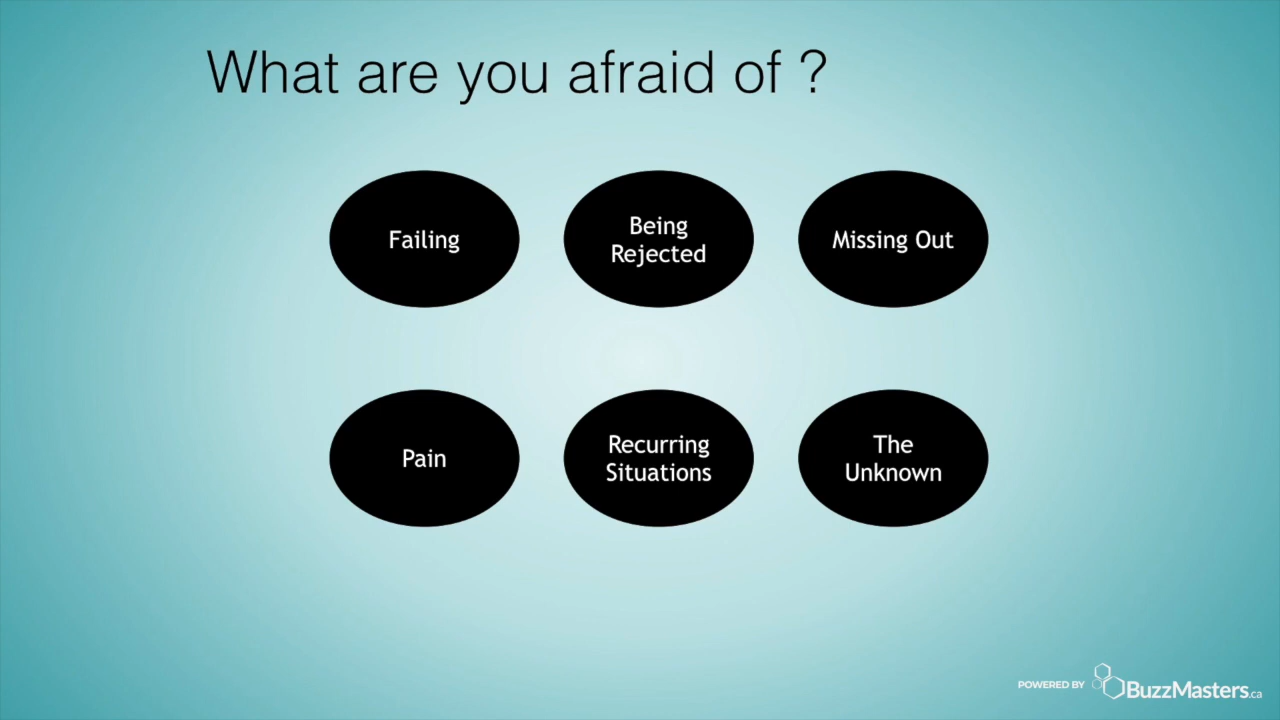 What are you afraid of ?
Failing
Being
Rejected
Missing Out
Pain
Recurring
Situations
The
Unknown
POWERED BY BuzzMasters.ca